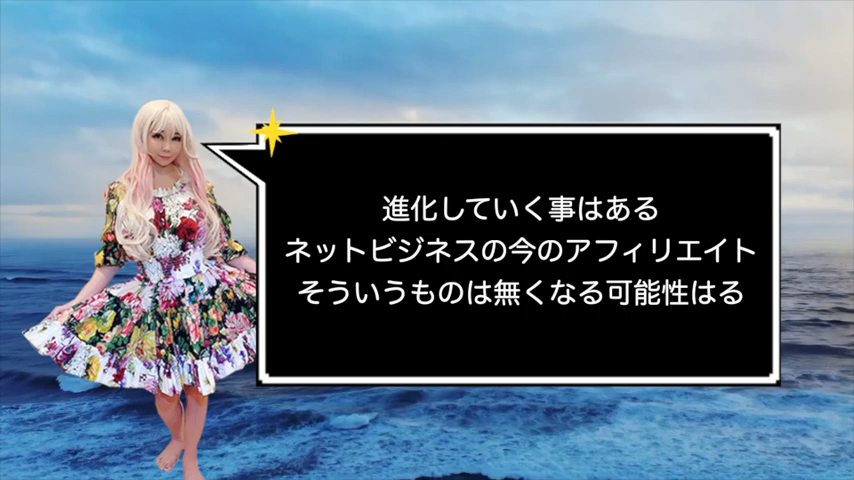 進化していく事はある
ネットビジネスの今のアフィリエイト
そういうものは無くなる可能性はる